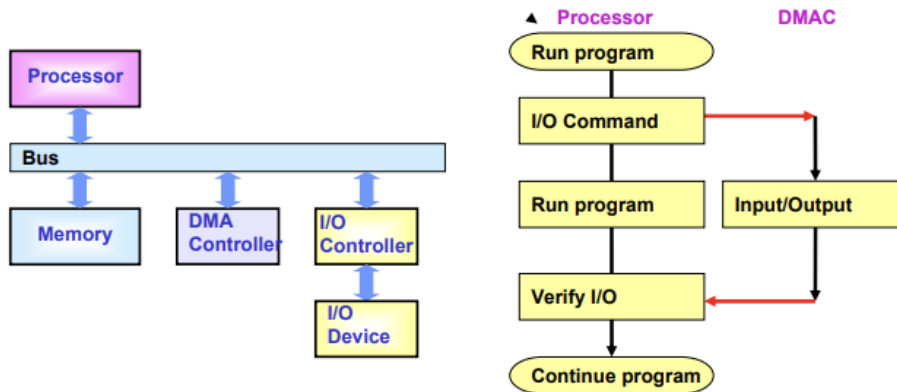 Processor
Bus
Memory
DMA
Controller
I/O
Controller
I/O
Device
Processor
DMAC
Run program
I/O Command
Run program
Input/Output
Verify I/O
Continue program